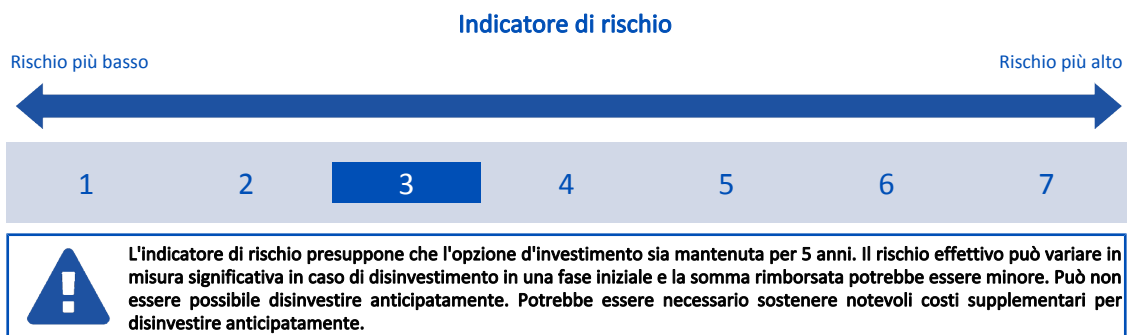 Indicatore di rischio
Rischio più basso
Rischio più alto
1 2 3 4 5 6 7
L'indicatore di rischio presuppone che l'opzione d'investimento sia mantenuta per 5 anni. Il rischio effettivo può variare in
misura significativa in caso di disinvestimento in una fase iniziale e la somma rimborsata potrebbe essere minore. Può non
essere possibile disinvestire anticipatamente. Potrebbe essere necessario sostenere notevoli costi supplementari per
disinvestire anticipatamente.